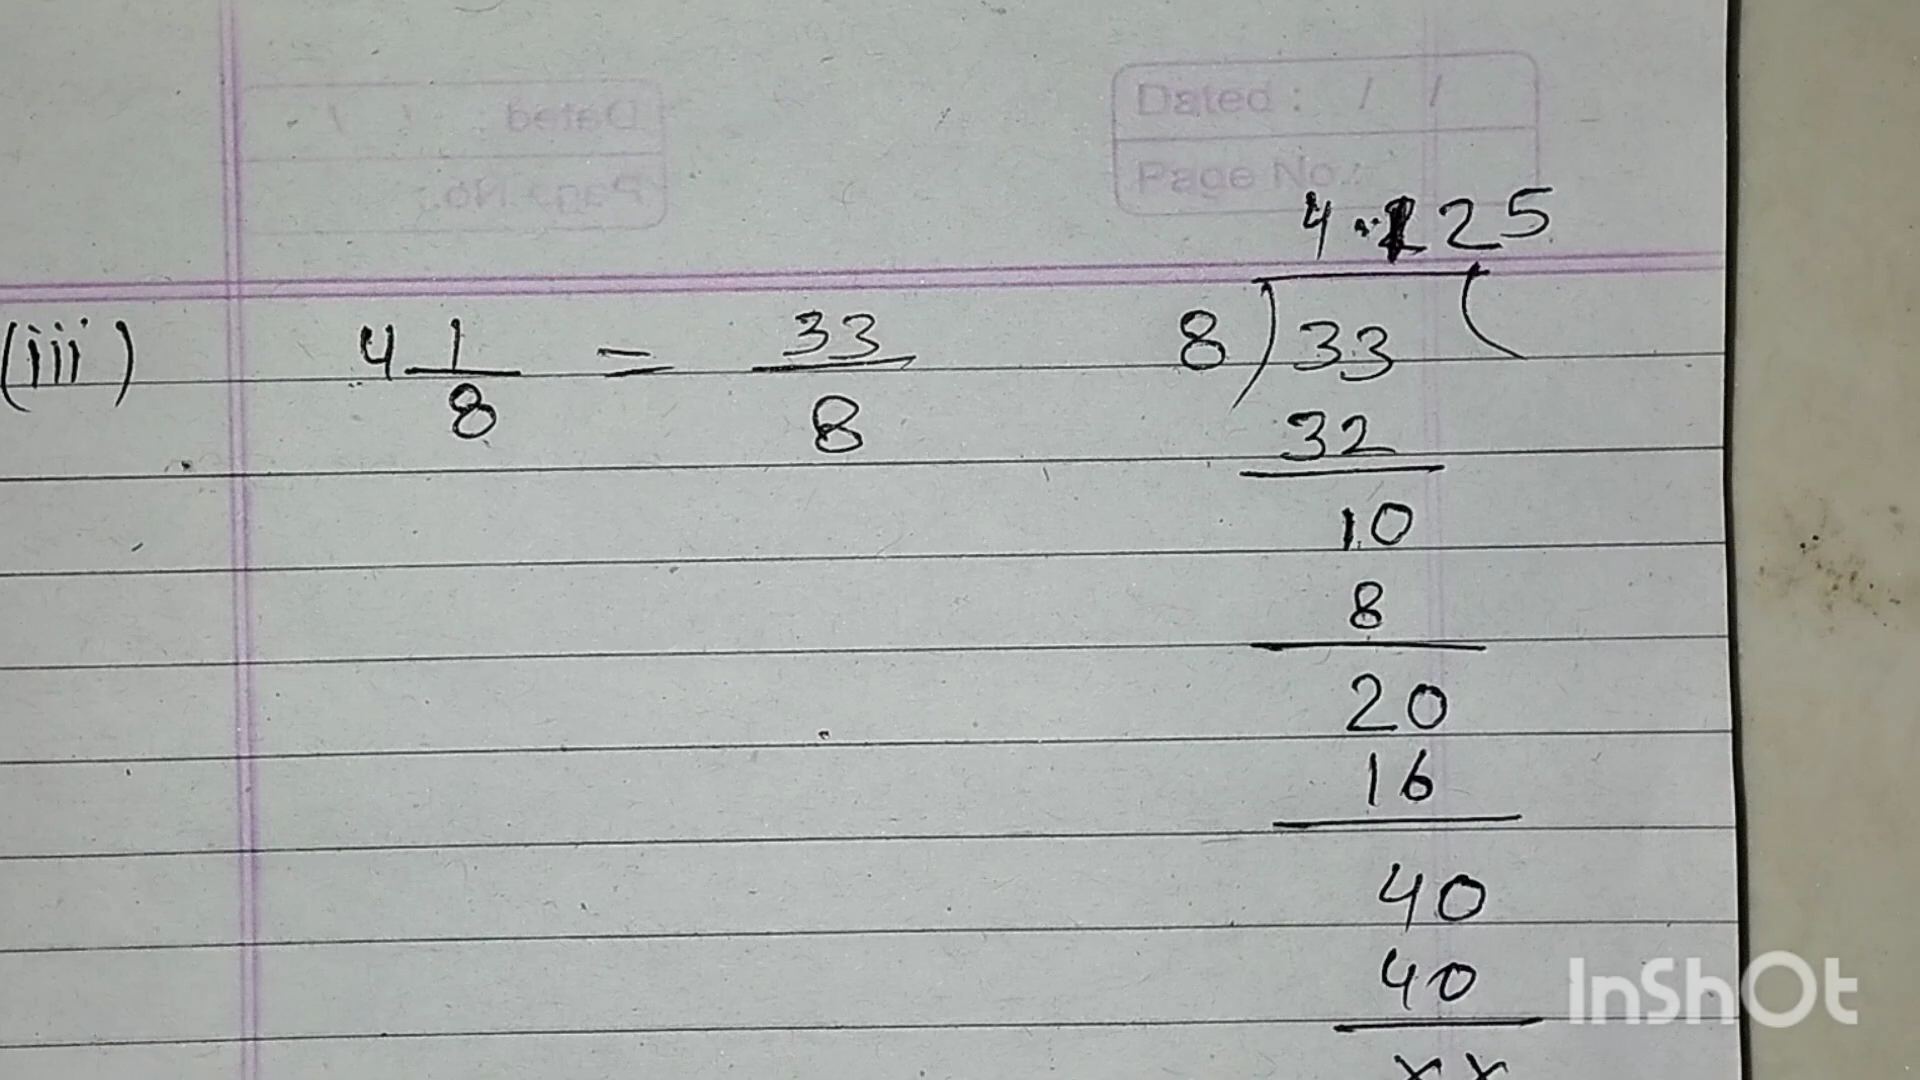 Dated : / /
Page No.:
4.125
(iii) 4 1/8 = 33/8 8)33(
32
10
8
20
16
40
40
xx
InShOt